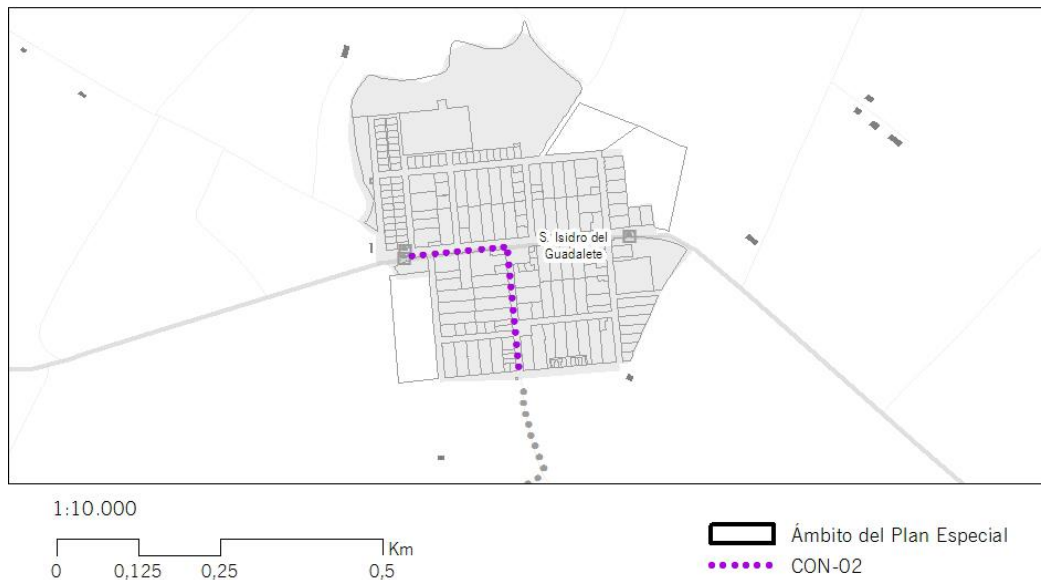 S. Isidro del
Guadalete
1
1:10.000
Km
0 0,125 0,25 0,5
Ámbito del Plan Especial
CON-02